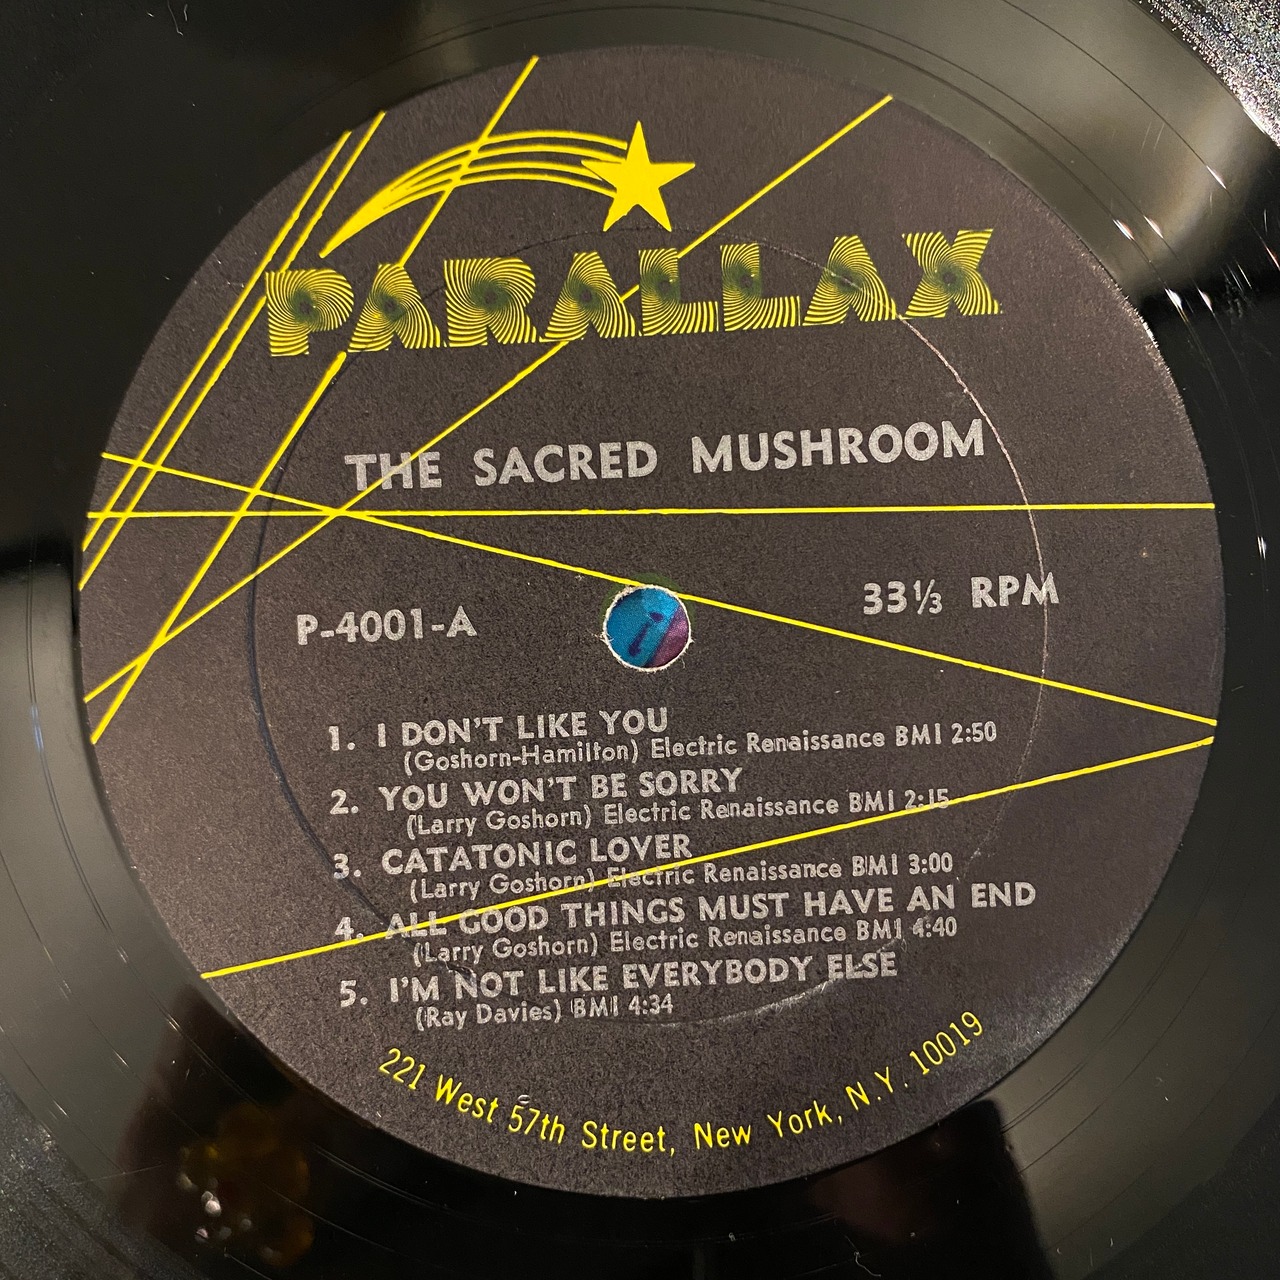 PARALLAX
THE SACRED MUSHROOM
P-4001-A
33⅓ RPM
1. I DON'T LIKE YOU
(Goshorn-Hamilton) Electric Renaissance BMI 2:50
2. YOU WON'T BE SORRY
(Larry Goshorn) Electric Renaissance BMI 2:15
3. CATATONIC LOVER
(Larry Goshorn) Electric Renaissance BMI 3:00
4. ALL GOOD THINGS MUST HAVE AN END
(Larry Goshorn) Electric Renaissance BMI 4:40
5. I'M NOT LIKE EVERYBODY ELSE
(Ray Davies) BMI 4:34
221 West 57th Street, New York, N.Y. 10019